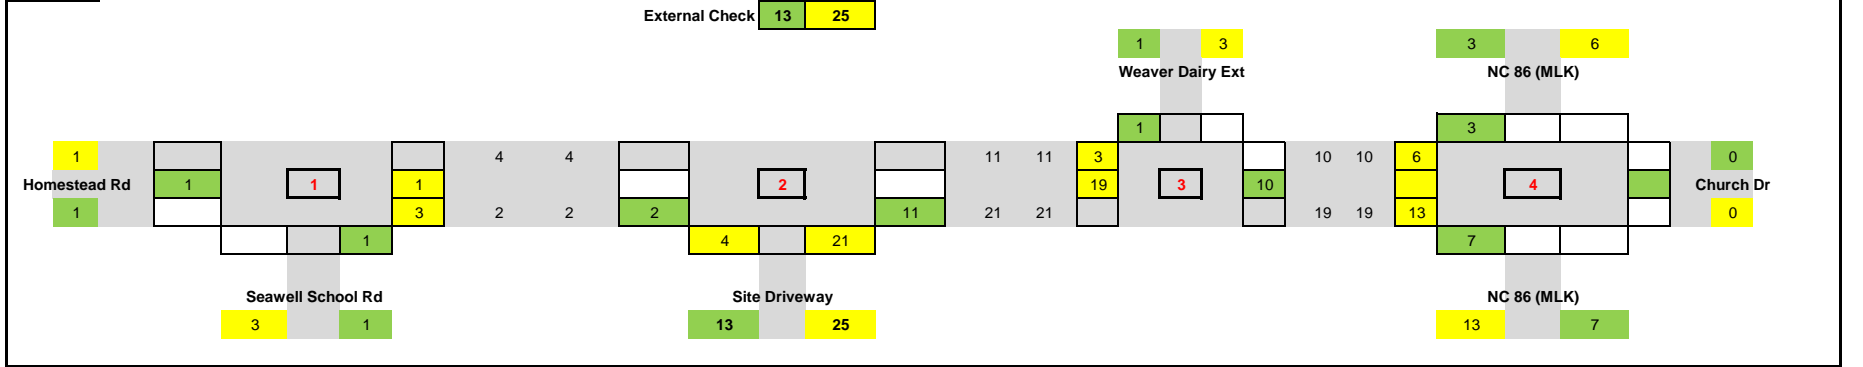 External Check 13 25
1 3 3 6
Weaver Dairy Ext NC 86 (MLK)
1 3
1 4 4 11 11 3 10 10 6 0
Homestead Rd 1 1 1 2 19 3 10 4 Church Dr
1 3 2 2 2 11 21 21 19 19 13 0
1 4 21 7
Seawell School Rd Site Driveway NC 86 (MLK)
3 1 13 25 13 7